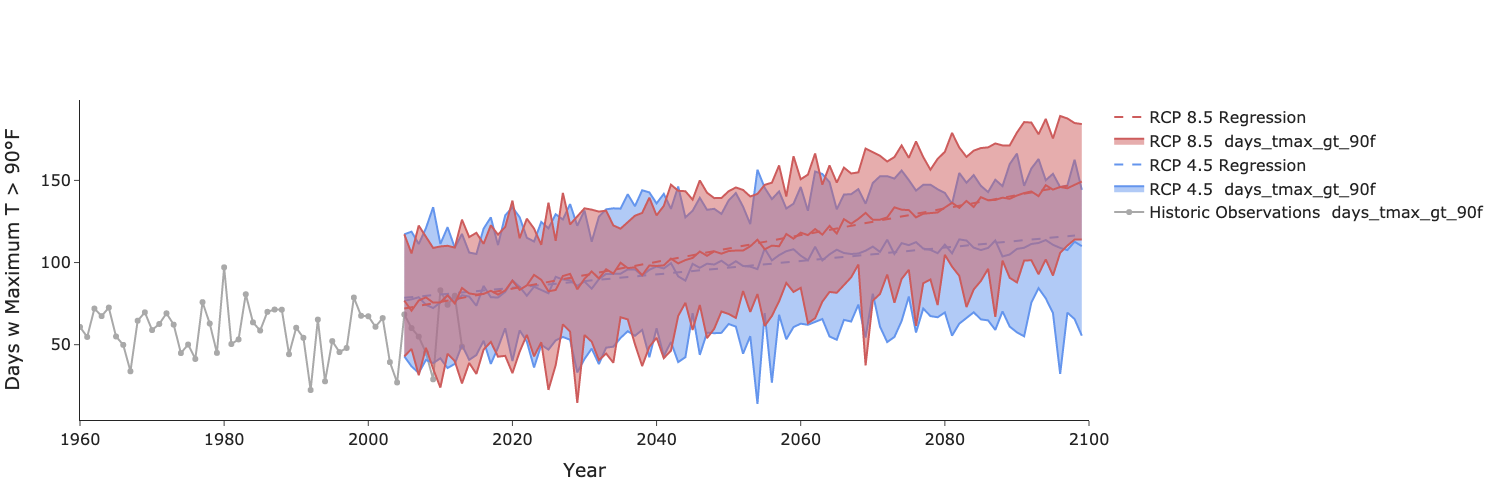 Days w Maximum T > 90°F
150
100
50
1960
1980
2000
2020
2040
2060
2080
2100
Year
RCP 8.5 Regression
RCP 8.5  days_tmax_gt_90f
RCP 4.5 Regression
RCP 4.5  days_tmax_gt_90f
Historic Observations  days_tmax_gt_90f